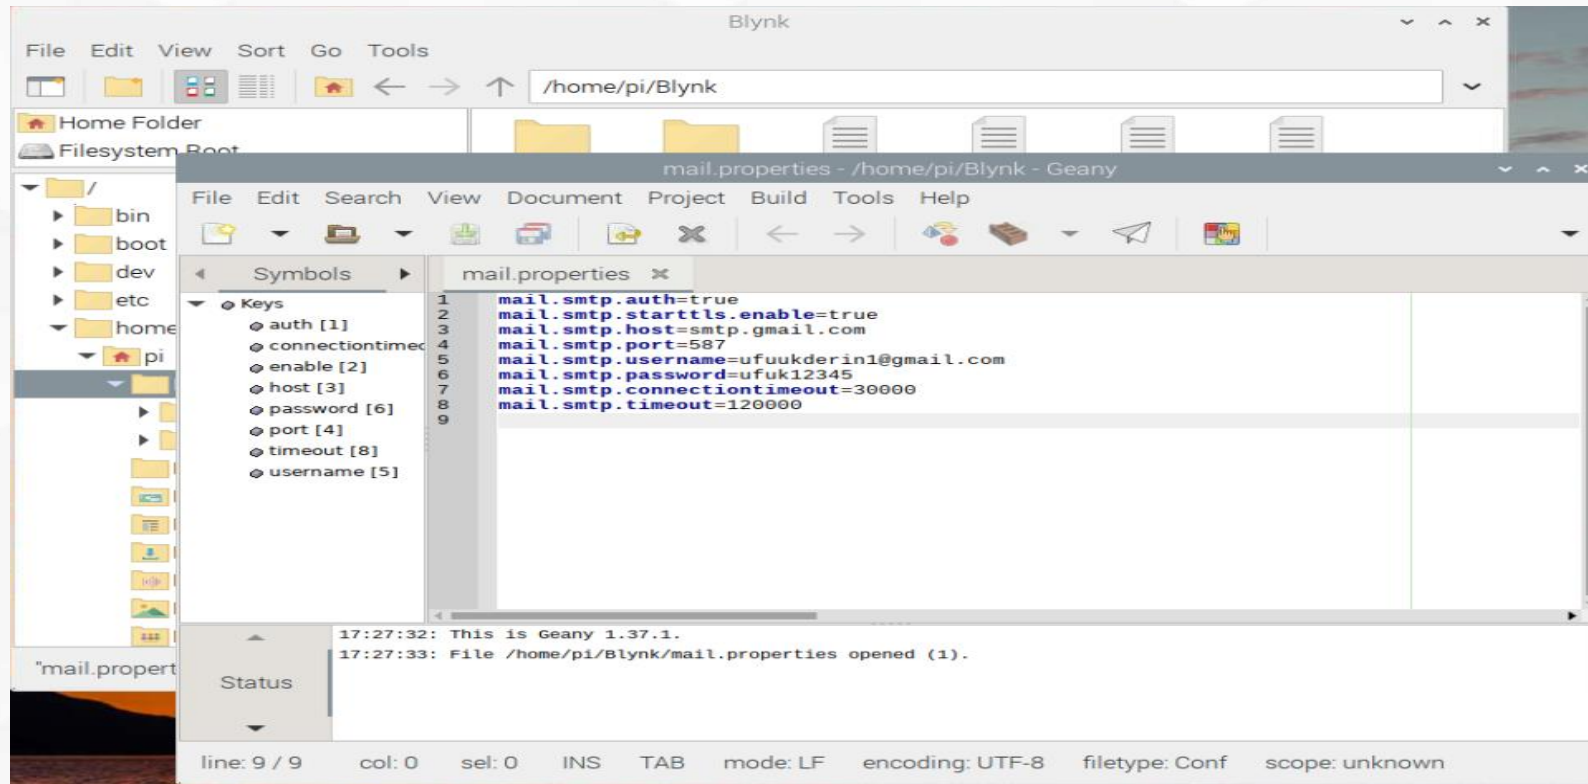 Blynk
File Edit View Sort Go Tools
/home/pi/Blynk
Home Folder
Filesystem Root
/
bin
boot
dev
etc
home
pi
"mail.propert
mail.properties - /home/pi/Blynk - Geany
File Edit Search View Document Project Build Tools Help
Symbols
mail.properties
Keys
auth [1]
connectiontimeo
enable [2]
host [3]
password [6]
port [4]
timeout [8]
username [5]
1 mail.smtp.auth=true
2 mail.smtp.starttls.enable=true
3 mail.smtp.host=smtp.gmail.com
4 mail.smtp.port=587
5 mail.smtp.username=ufuukderin1@gmail.com
6 mail.smtp.password=ufuk12345
7 mail.smtp.connectiontimeout=30000
8 mail.smtp.timeout=120000
9
Status
17:27:32: This is Geany 1.37.1.
17:27:33: File /home/pi/Blynk/mail.properties opened (1).
line: 9 / 9 col: 0 sel: 0 INS TAB mode: LF encoding: UTF-8 filetype: Conf scope: unknown